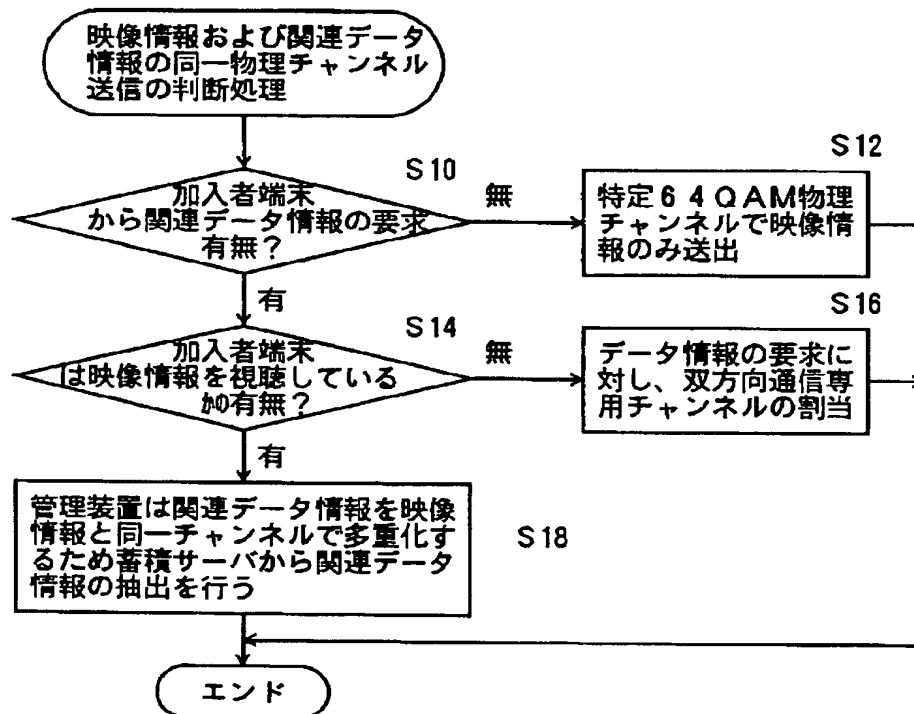 映像情報および関連データ
情報の同一物理チャンネル
送信の判断処理
S10
加入者端末
から関連データ情報の要求
有無？
無
S12
特定64QAM物理
チャンネルで映像情
報のみ送出
有
S14
加入者端末
は映像情報を視聴している
かの有無？
無
S16
データ情報の要求に
対し、双方向通信専
用チャンネルの割当
有
管理装置は関連データ情報を映像
情報と同一チャンネルで多重化す
るため蓄積サーバから関連データ
情報の抽出を行う
S18
エンド